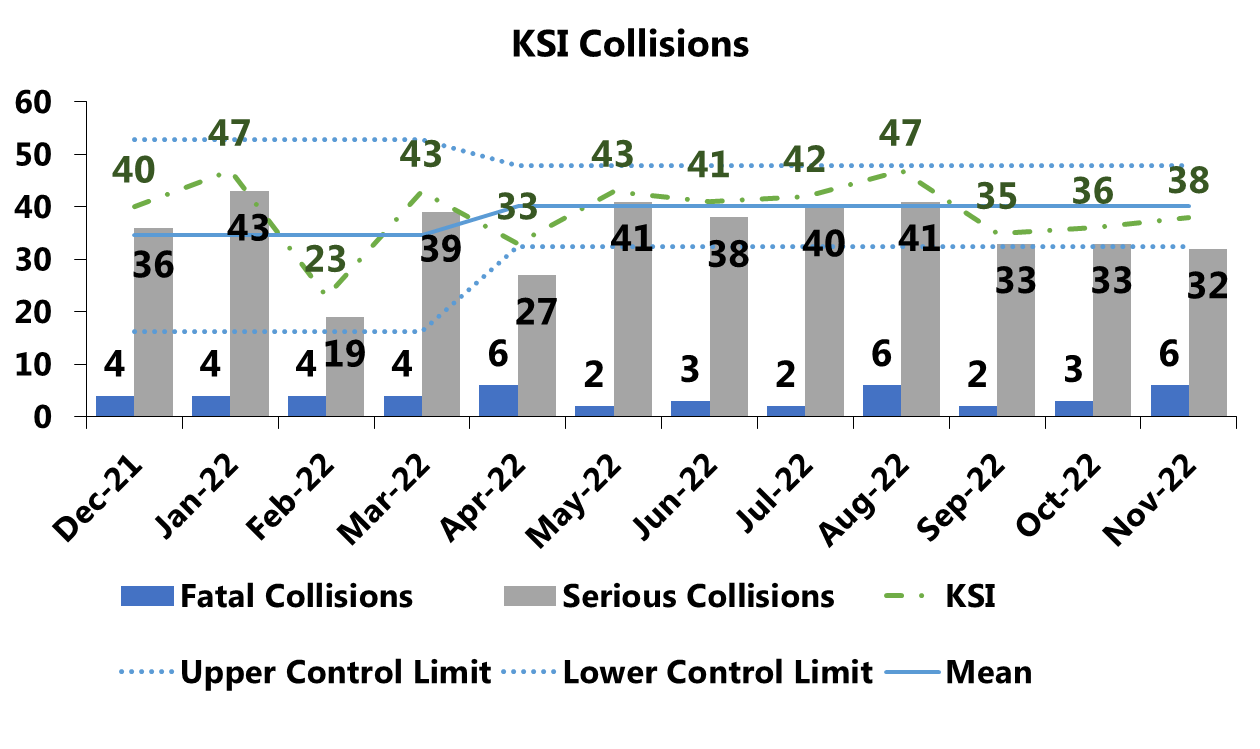 KSI Collisions
60
50
40
30
20
10
0
40 47 23 43 33 43 41 42 47 35 36 38
36 43 19 39 27 41 38 40 41 33 33 32
4 4 4 4 6 2 3 2 6 2 3 6
Dec-21 Jan-22 Feb-22 Mar-22 Apr-22 May-22 Jun-22 Jul-22 Aug-22 Sep-22 Oct-22 Nov-22
Fatal Collisions Serious Collisions KSI
Upper Control Limit Lower Control Limit Mean